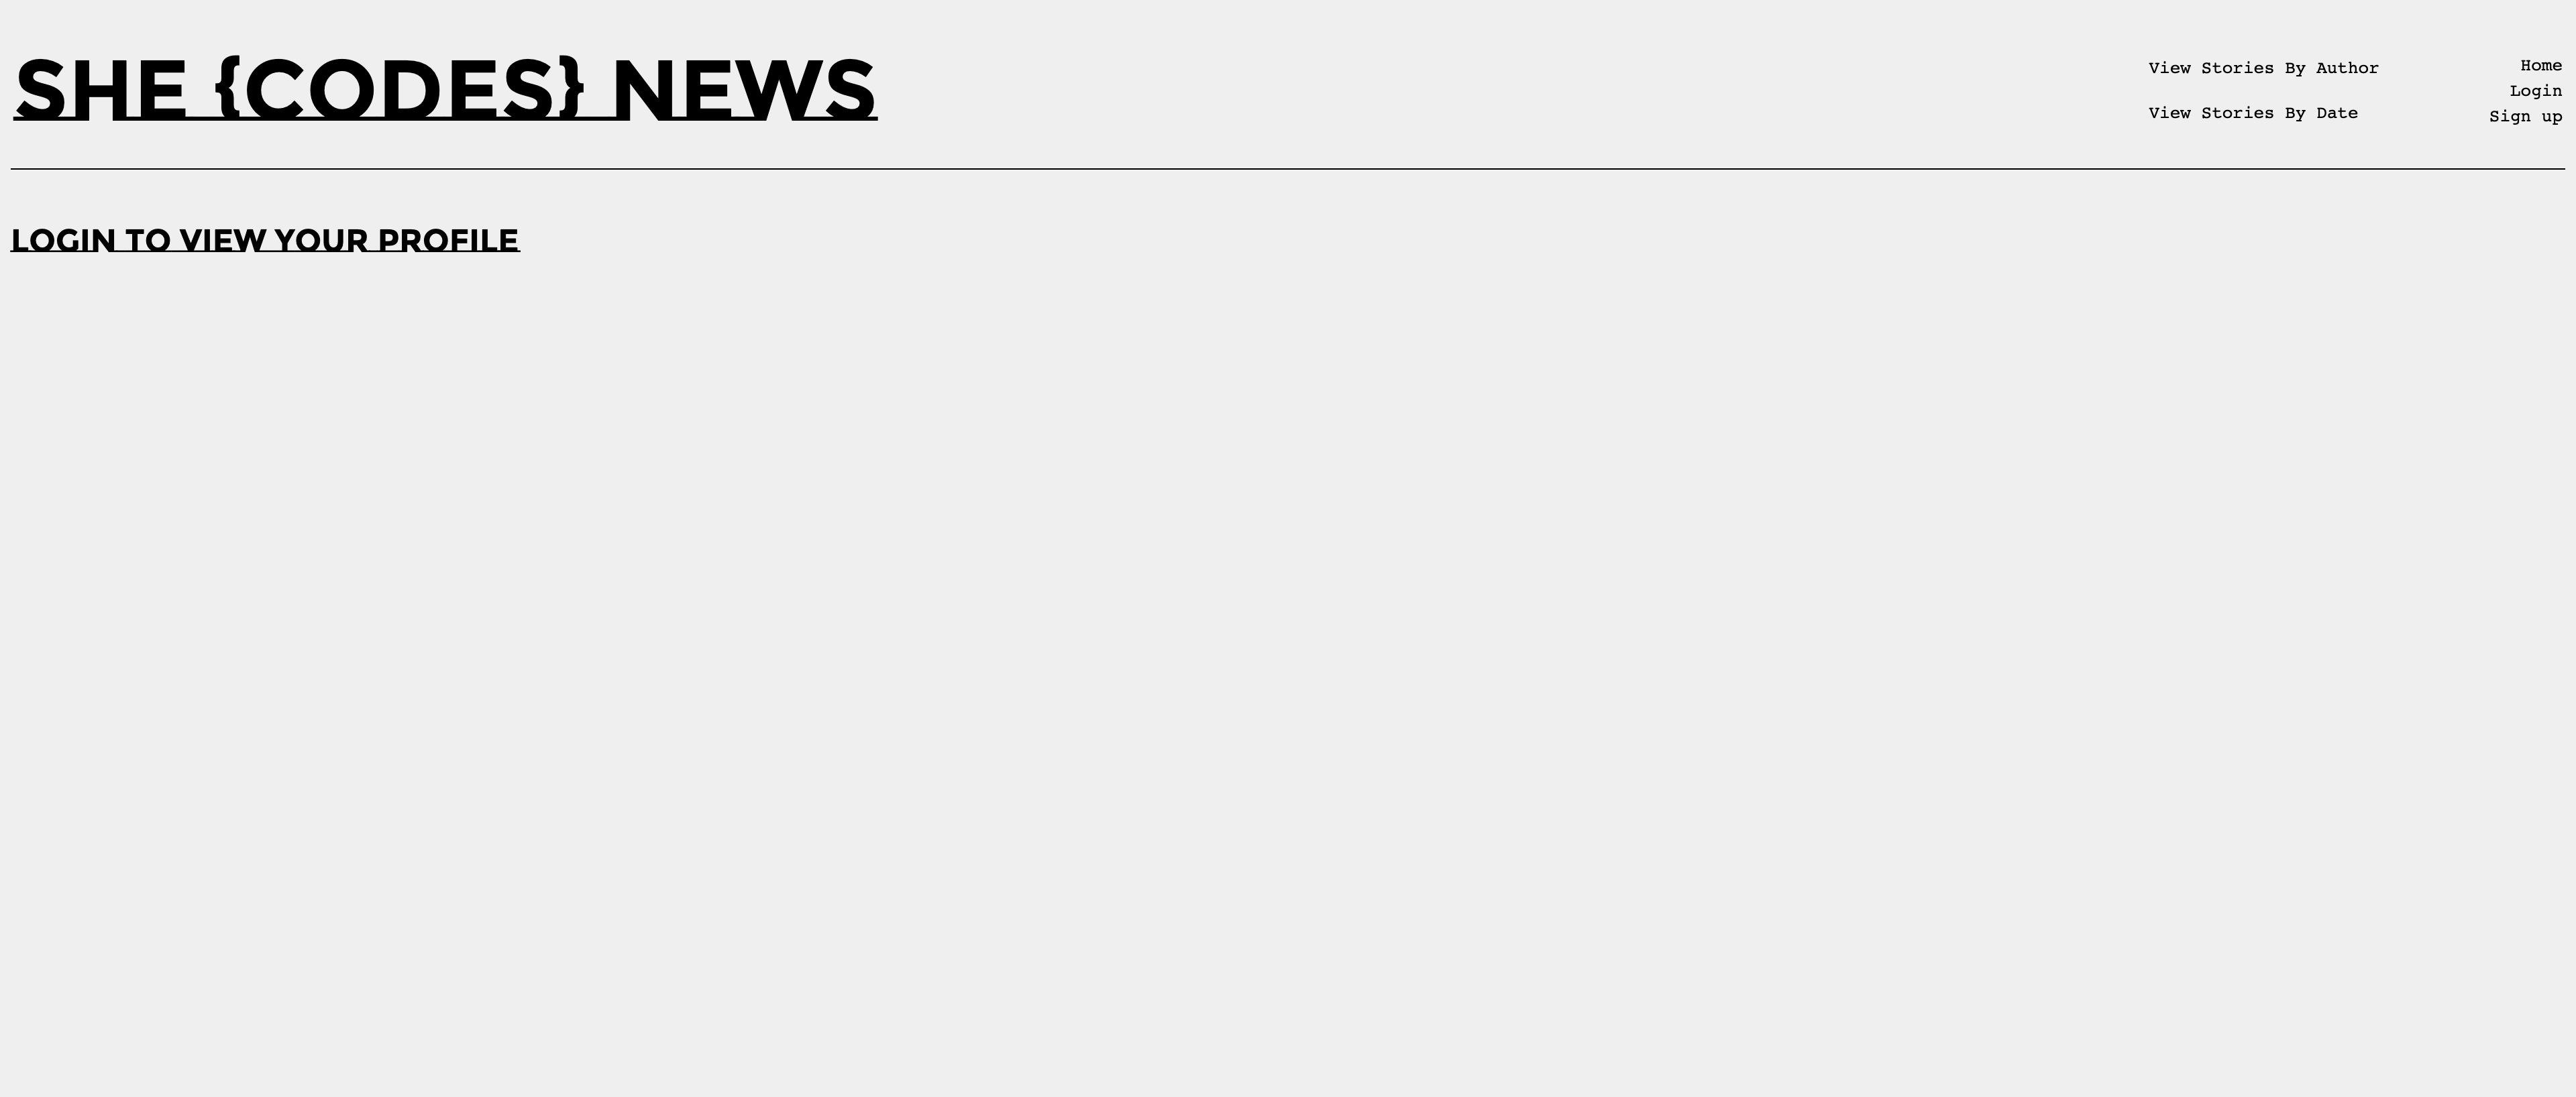 SHE {CODES} NEWS
View Stories By Author
View Stories By Date
Home
Login
Sign up
LOGIN TO VIEW YOUR PROFILE